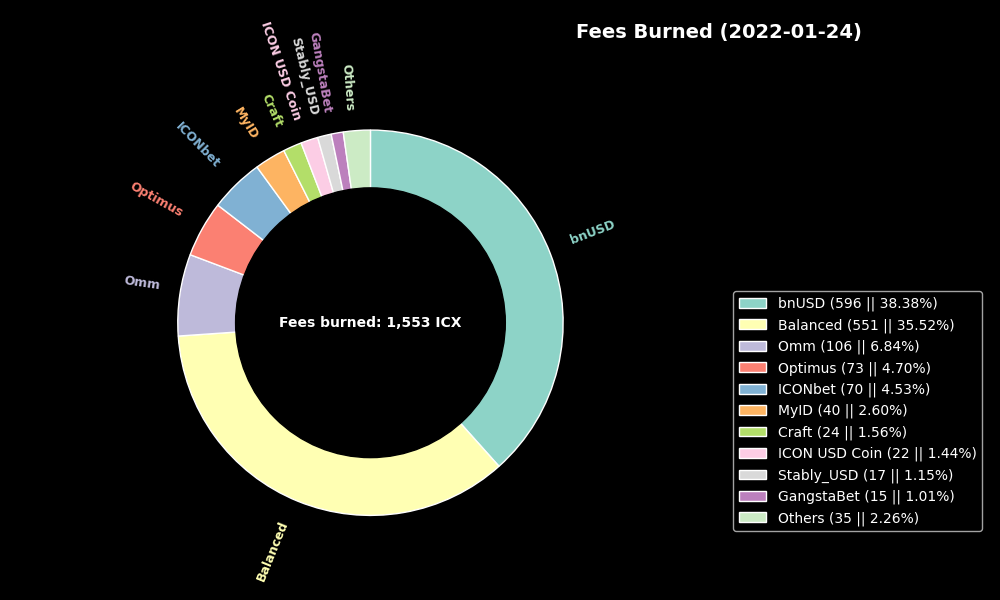 Fees Burned (2022-01-24)
Others
GangstaBet
Stably_USD
ICON USD Coin
Craft
MyID
ICONbet
Optimus
Omm
Balanced
bnUSD
Fees burned: 1,553 ICX
bnUSD (596 || 38.38%)
Balanced (551 || 35.52%)
Omm (106 || 6.84%)
Optimus (73 || 4.70%)
ICONbet (70 || 4.53%)
MyID (40 || 2.60%)
Craft (24 || 1.56%)
ICON USD Coin (22 || 1.44%)
Stably_USD (17 || 1.15%)
GangstaBet (15 || 1.01%)
Others (35 || 2.26%)